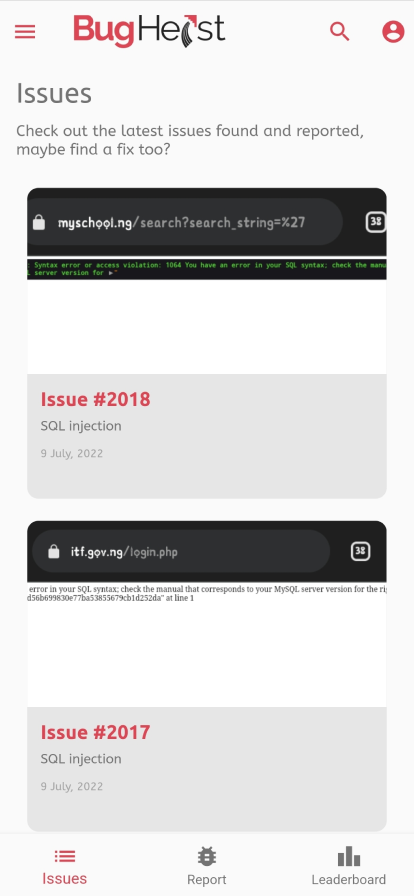 BugHeist
Issues
Check out the latest issues found and reported,
maybe find a fix too?
myschool.ng/search?search_string=%27
38
: Syntax error or access violation: 1064 You have an error in your SQL syntax; check the manu
L server version for
Issue #2018
SQL injection
9 July, 2022
itf.gov.ng/login.php
38
error in your SQL syntax; check the manual that corresponds to your MySQL server version for the ri
d56b699830e77ba53855679cb1d252da" at line 1
Issue #2017
SQL injection
9 July, 2022
Issues
Report
Leaderboard